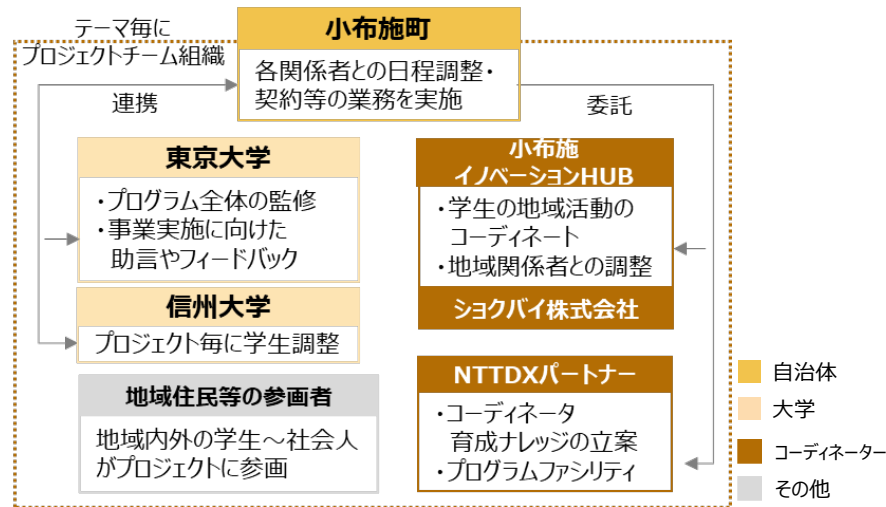 テーマ毎に
プロジェクトチーム組織
小布施町
各関係者との日程調整・
契約等の業務を実施
連携
委託
東京大学
・プログラム全体の監修
・事業実施に向けた
助言やフィードバック
信州大学
プロジェクト毎に学生調整
地域住民等の参画者
地域内外の学生～社会人
がプロジェクトに参画
小布施
イノベーションHUB
・学生の地域活動の
コーディネート
・地域関係者との調整
ショクバイ株式会社
NTTDXパートナー
・コーディネータ
育成ナレッジの立案
・プログラムファシリティ
自治体
大学
コーディネーター
その他